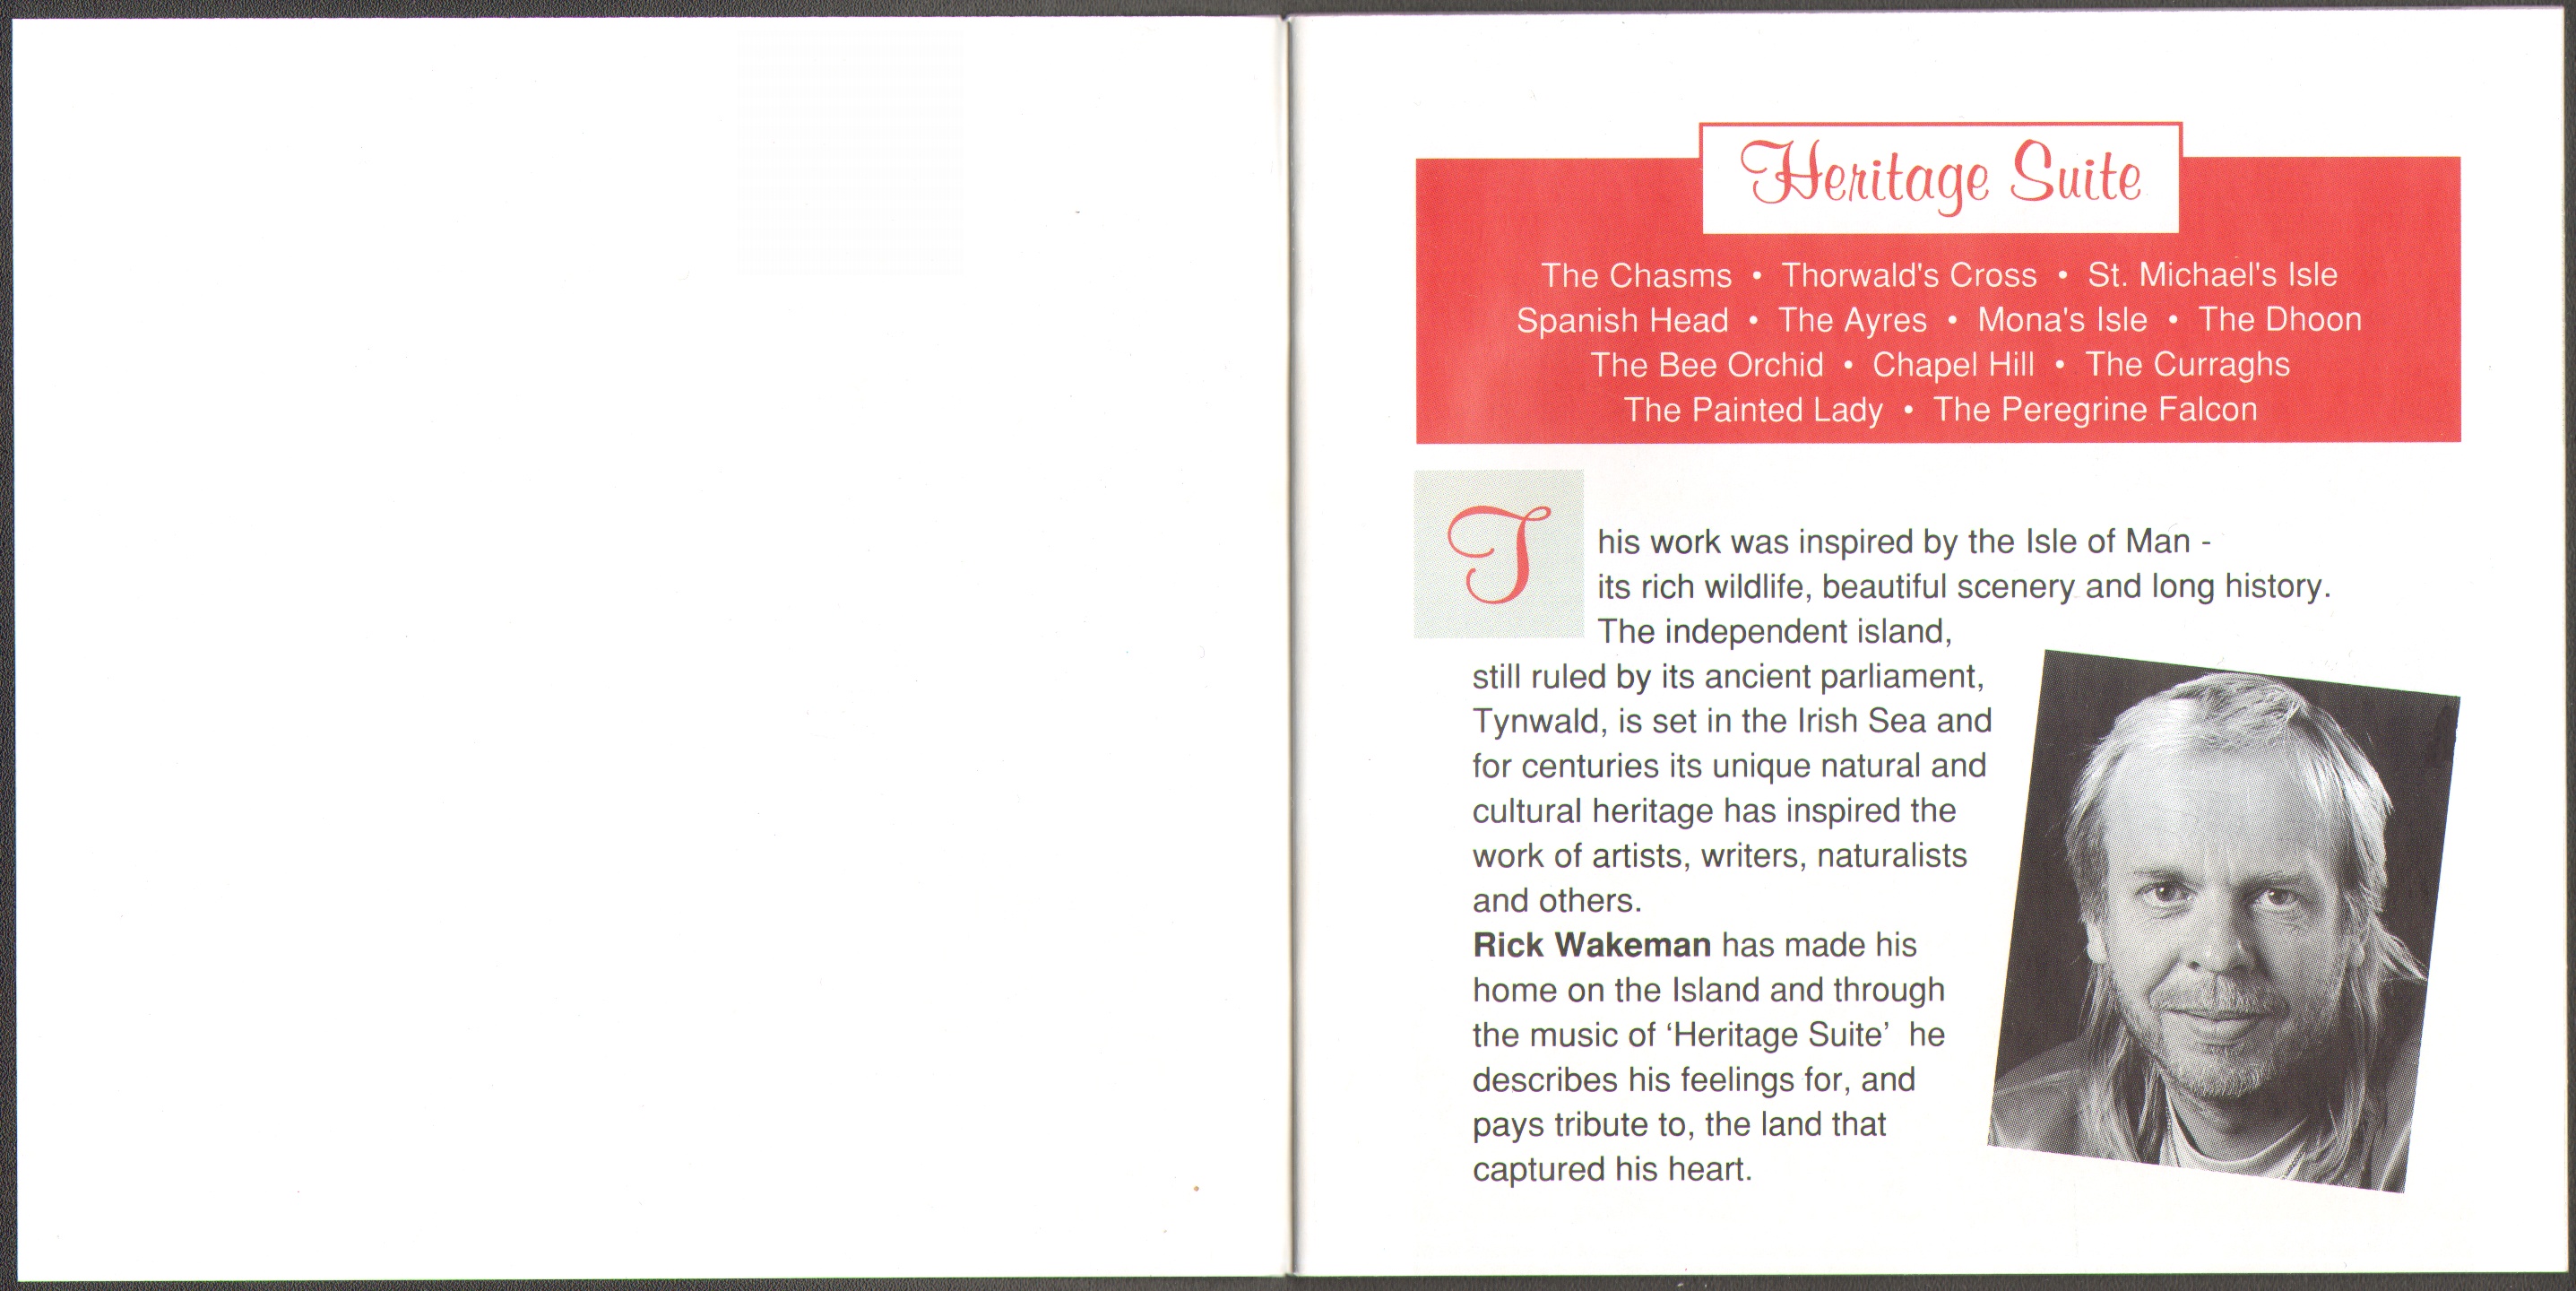 Heritage Suite
The Chasms • Thorwald's Cross • St. Michael's Isle
Spanish Head • The Ayres • Mona's Isle • The Dhoon
The Bee Orchid • Chapel Hill • The Curraghs
The Painted Lady • The Peregrine Falcon
This work was inspired by the Isle of Man -
its rich wildlife, beautiful scenery and long history.
The independent island,
still ruled by its ancient parliament,
Tynwald, is set in the Irish Sea and
for centuries its unique natural and
cultural heritage has inspired the
work of artists, writers, naturalists
and others.
Rick Wakeman has made his
home on the Island and through
the music of ‘Heritage Suite’  he
describes his feelings for, and
pays tribute to, the land that
captured his heart.